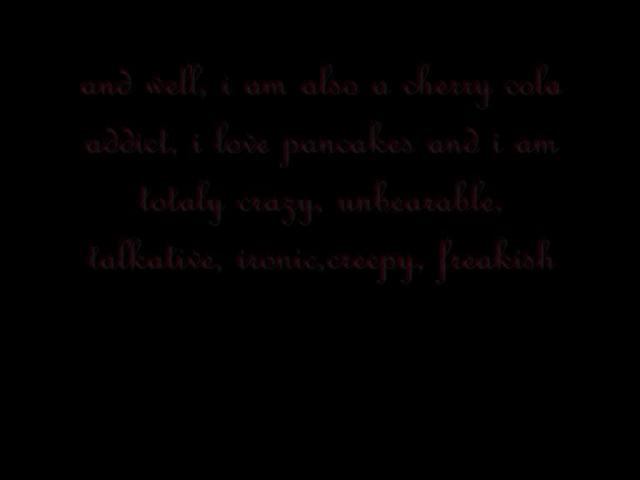 and well, i am also a cherry cola
addict, i love pancakes and i am
totaly crazy, unbearable,
talkative, ironic,creepy, freakish